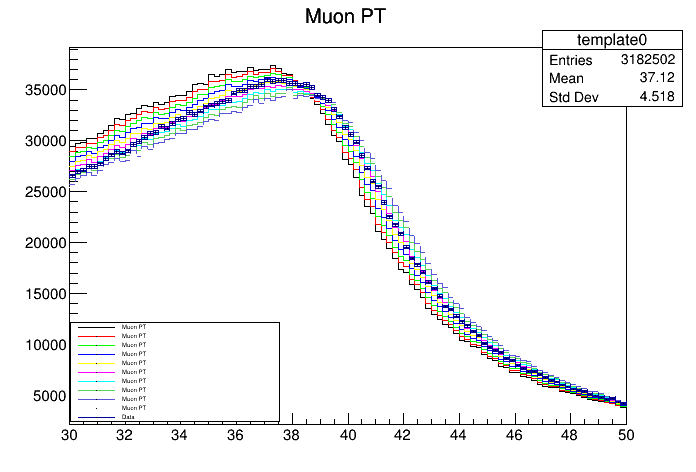 Muon PT
template0
Entries 3182502
Mean 37.12
Std Dev 4.518
35000
30000
25000
20000
15000
10000
5000
Muon PT
Muon PT
Muon PT
Muon PT
Muon PT
Muon PT
Muon PT
Muon PT
Muon PT
Muon PT
Data
30 32 34 36 38 40 42 44 46 48 50